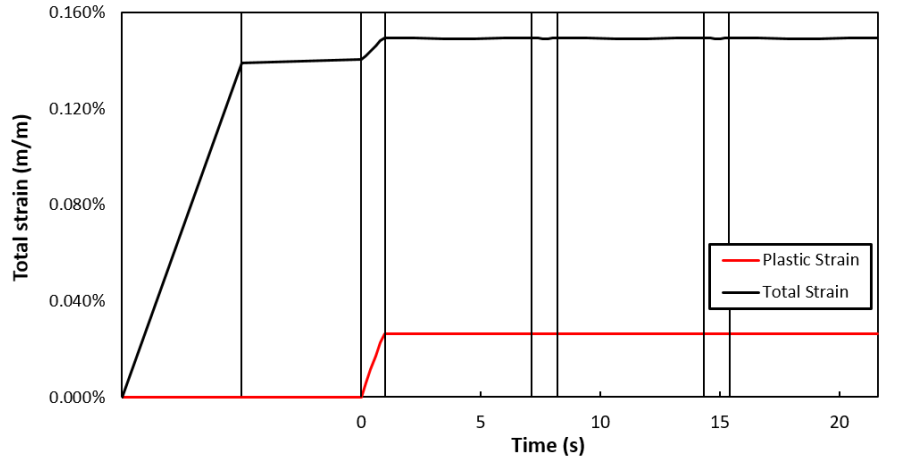 0.160%
0.120%
0.080%
0.040%
0.000%
Total strain (m/m)
Plastic Strain
Total Strain
0 5 10 15 20
Time (s)